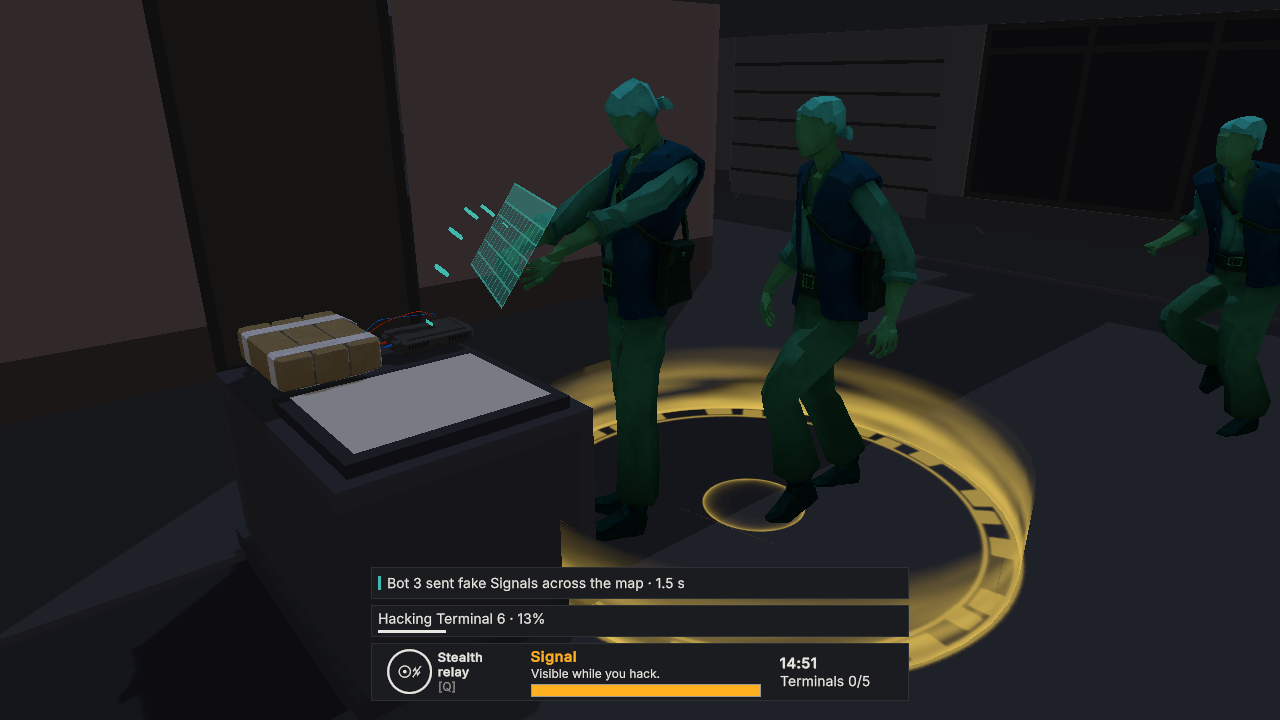 Bot 3 sent fake Signals across the map · 1.5 s
Hacking Terminal 6 · 13%
Stealth relay
[Q]
Signal
Visible while you hack.
14:51
Terminals 0/5